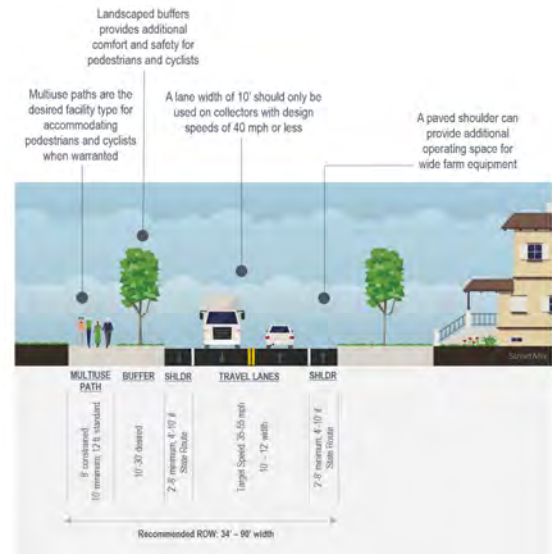 Landscaped buffers
provides additional
comfort and safety for
pedestrians and cyclists
Multiuse paths are the
desired facility type for
accommodating
pedestrians and cyclists
when warranted
A lane width of 10' should only be
used on collectors with design
speeds of 40 mph or less
A paved shoulder can
provide additional
operating space for
wide farm equipment
MULTIUSE
PATH
BUFFER
SHLDR
TRAVEL LANES
SHLDR
8' constrained;
10' minimum; 12 ft. standard
10'-30' desired
2'-8' minimum; 4'-10' if
State Route
Target Speed: 35-55 mph
10' – 12' width
2'-8' minimum; 4'-10' if
State Route
Recommended ROW: 34' – 90' width